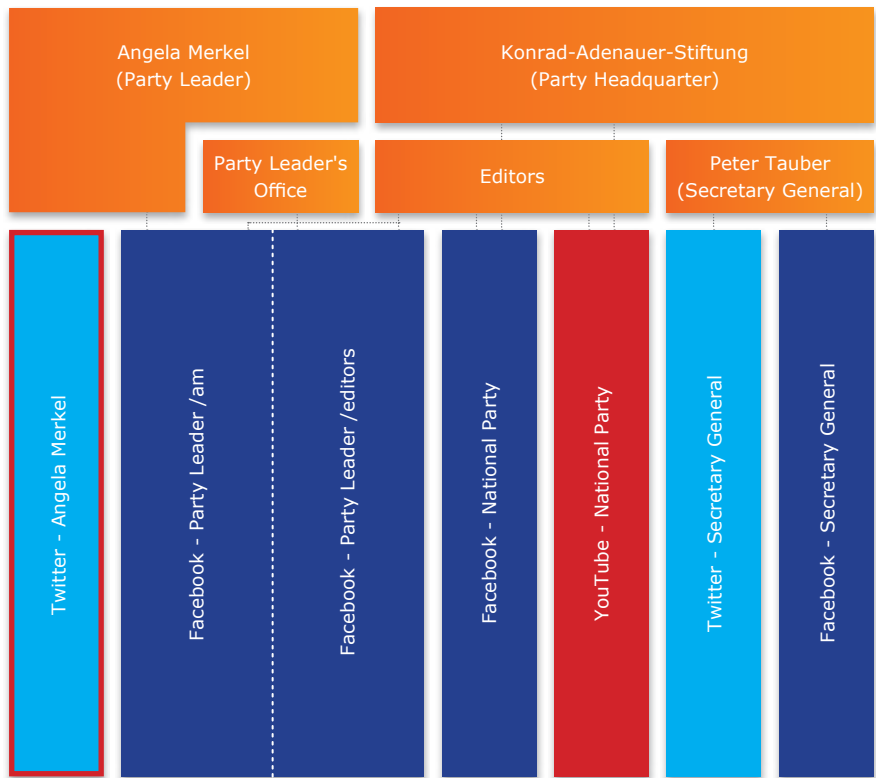 Angela Merkel
(Party Leader)
Konrad-Adenauer-Stiftung
(Party Headquarter)
Party Leader's
Office
Editors
Peter Tauber
(Secretary General)
Twitter - Angela Merkel
Facebook - Party Leader /am
Facebook - Party Leader /editors
Facebook - National Party
YouTube - National Party
Twitter - Secretary General
Facebook - Secretary General